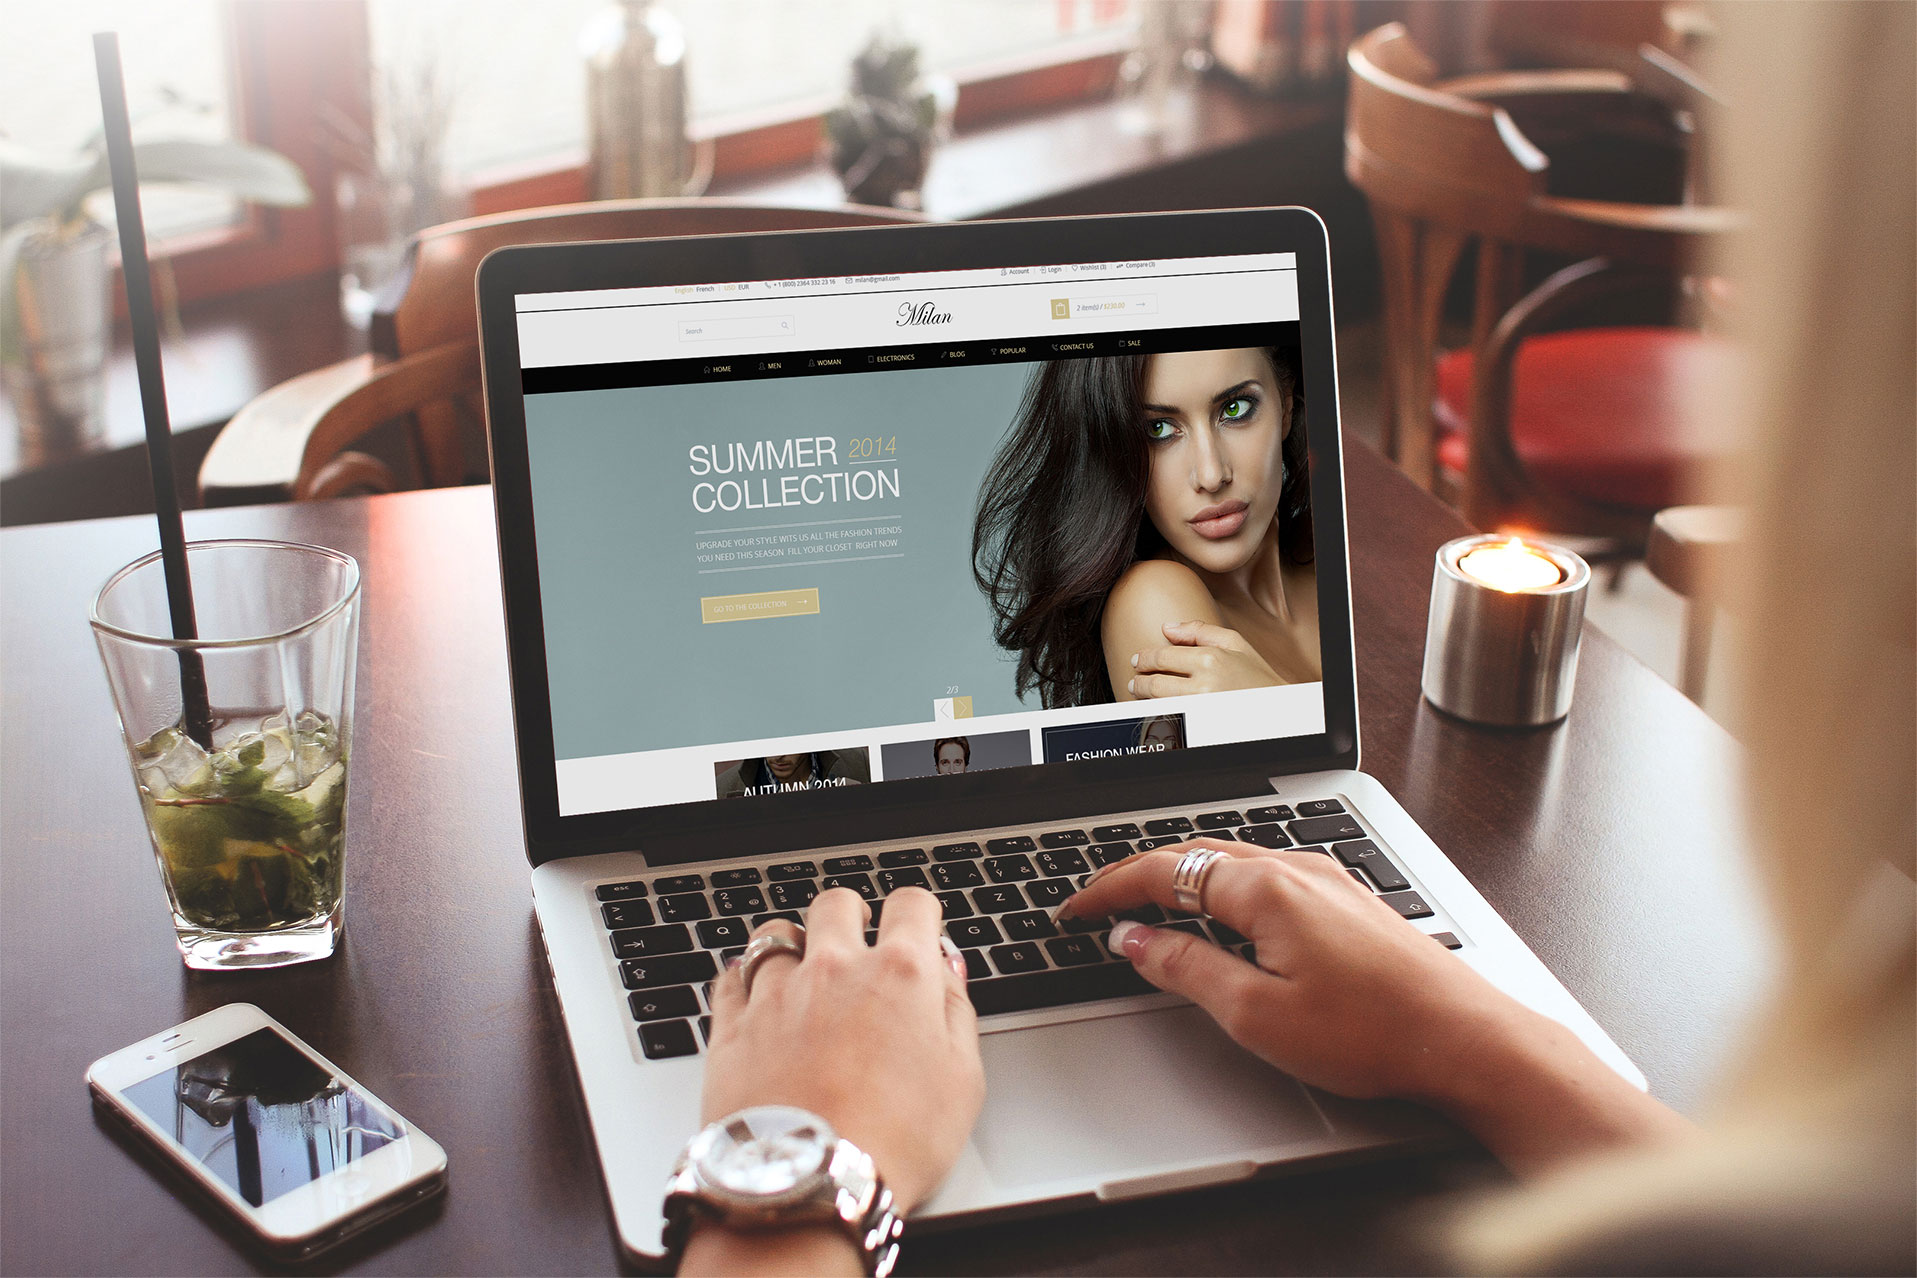 English French | USD EUR
+ 1 (800) 2364 332 23 16
milan@gmail.com
Account | Login | Wishlist (3) | Compare (3)
Search
Milan
2 item(s) / $230.00
HOME
MEN
WOMAN
ELECTRONICS
BLOG
POPULAR
CONTACT US
SALE
SUMMER 2014
COLLECTION
UPGRADE YOUR STYLE WITS US ALL THE FASHION TRENDS
YOU NEED THIS SEASON FILL YOUR CLOSET RIGHT NOW
GO TO THE COLLECTION
2/3
AUTUMN 2014
FASHION WEAR
esc
Q
Z
U
G
H
B
N